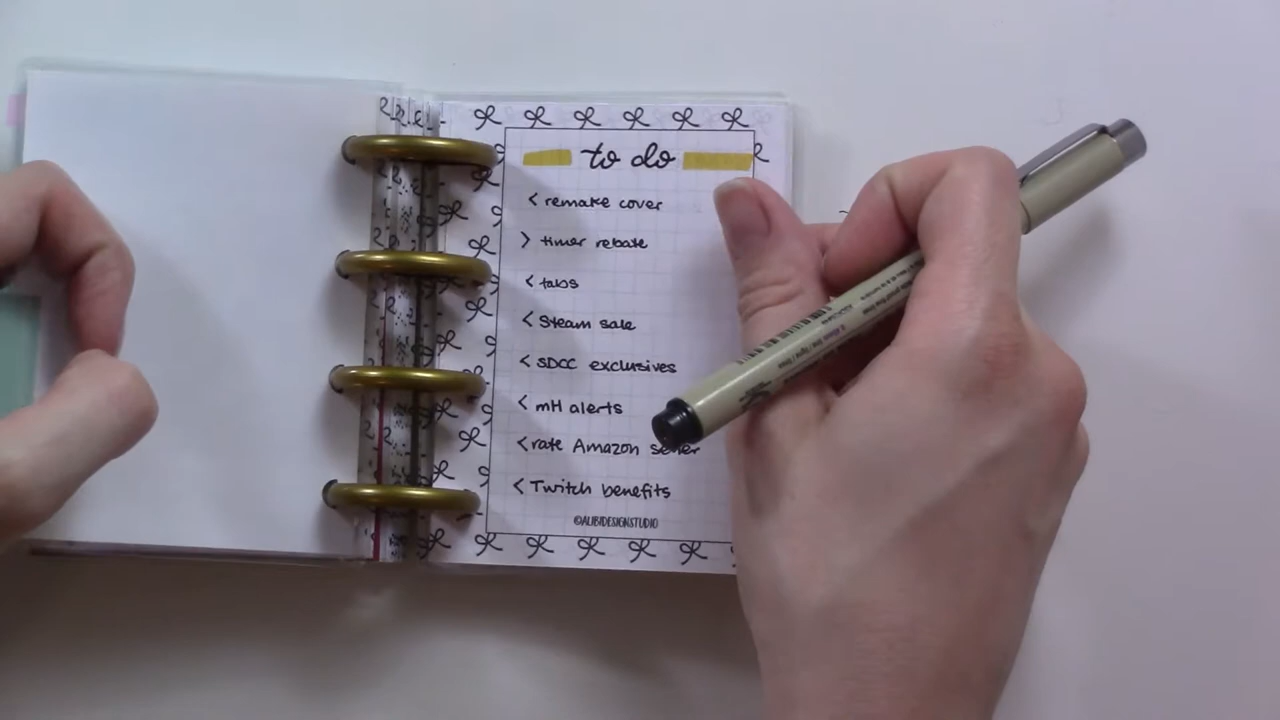 to do
< remake cover
> timer rebate
< tabs
< Steam sale
< SDCC exclusives
< mH alerts
< rate Amazon seller
< Twitch benefits
©ALIBIDESIGNSTUDIO